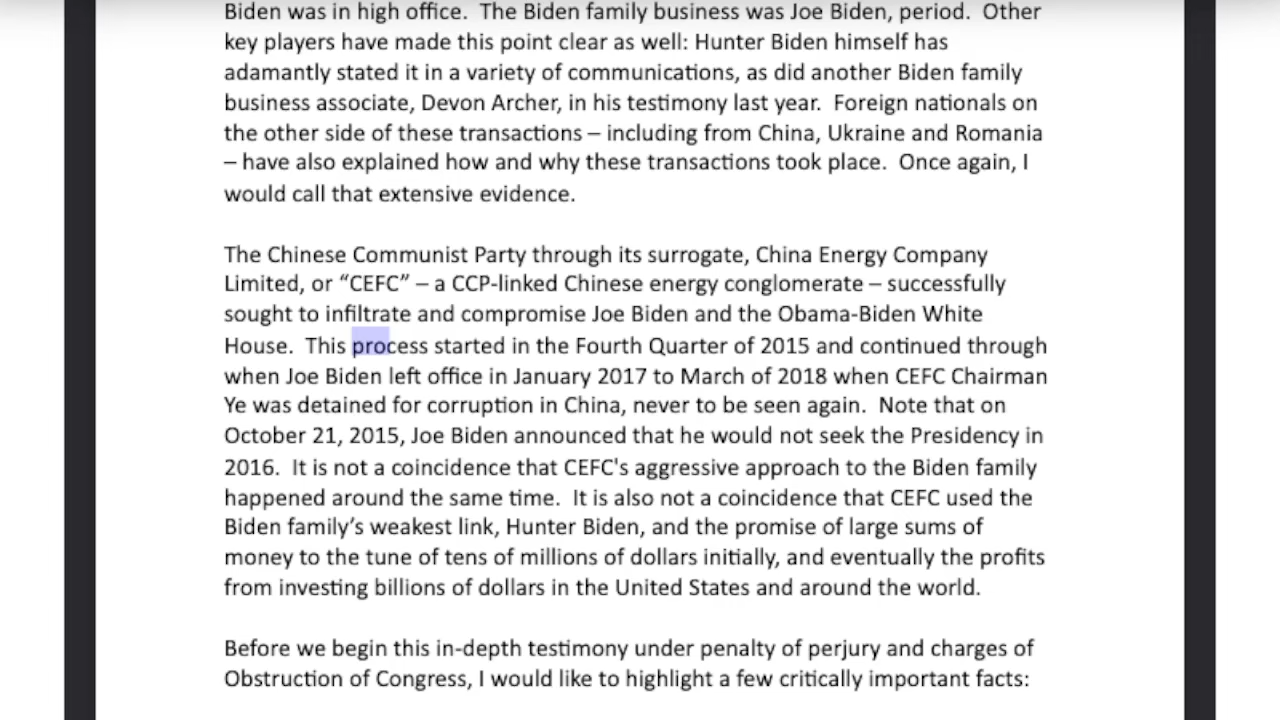 Biden was in high office.  The Biden family business was Joe Biden, period.  Other
key players have made this point clear as well: Hunter Biden himself has
adamantly stated it in a variety of communications, as did another Biden family
business associate, Devon Archer, in his testimony last year.  Foreign nationals on
the other side of these transactions – including from China, Ukraine and Romania
– have also explained how and why these transactions took place.  Once again, I
would call that extensive evidence.
The Chinese Communist Party through its surrogate, China Energy Company
Limited, or “CEFC” – a CCP-linked Chinese energy conglomerate – successfully
sought to infiltrate and compromise Joe Biden and the Obama-Biden White
House.  This process started in the Fourth Quarter of 2015 and continued through
when Joe Biden left office in January 2017 to March of 2018 when CEFC Chairman
Ye was detained for corruption in China, never to be seen again.  Note that on
October 21, 2015, Joe Biden announced that he would not seek the Presidency in
2016.  It is not a coincidence that CEFC's aggressive approach to the Biden family
happened around the same time.  It is also not a coincidence that CEFC used the
Biden family’s weakest link, Hunter Biden, and the promise of large sums of
money to the tune of tens of millions of dollars initially, and eventually the profits
from investing billions of dollars in the United States and around the world.
Before we begin this in-depth testimony under penalty of perjury and charges of
Obstruction of Congress, I would like to highlight a few critically important facts: